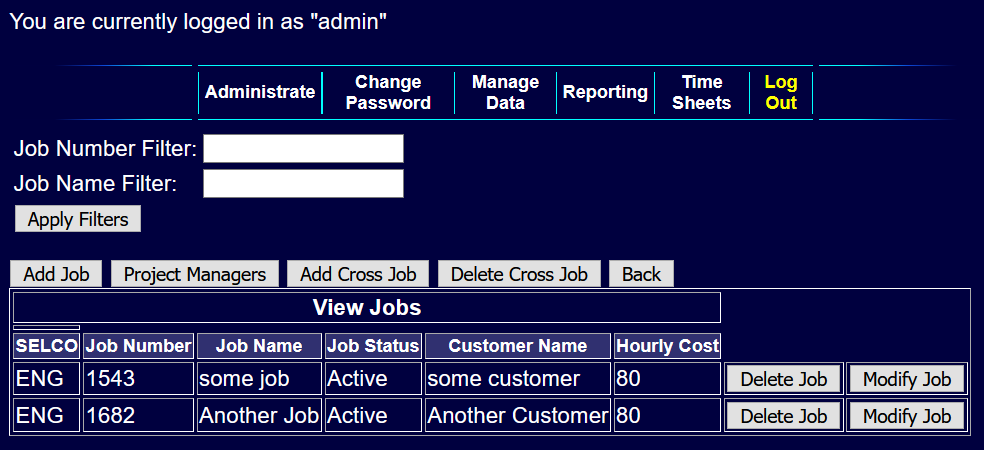 You are currently logged in as "admin"
Administrate Change Password Manage Data Reporting Time Sheets Log Out
Job Number Filter:
Job Name Filter:
Apply Filters
Add Job Project Managers Add Cross Job Delete Cross Job Back
View Jobs
SELCO Job Number Job Name Job Status Customer Name Hourly Cost
ENG 1543 some job Active some customer 80 Delete Job Modify Job
ENG 1682 Another Job Active Another Customer 80 Delete Job Modify Job